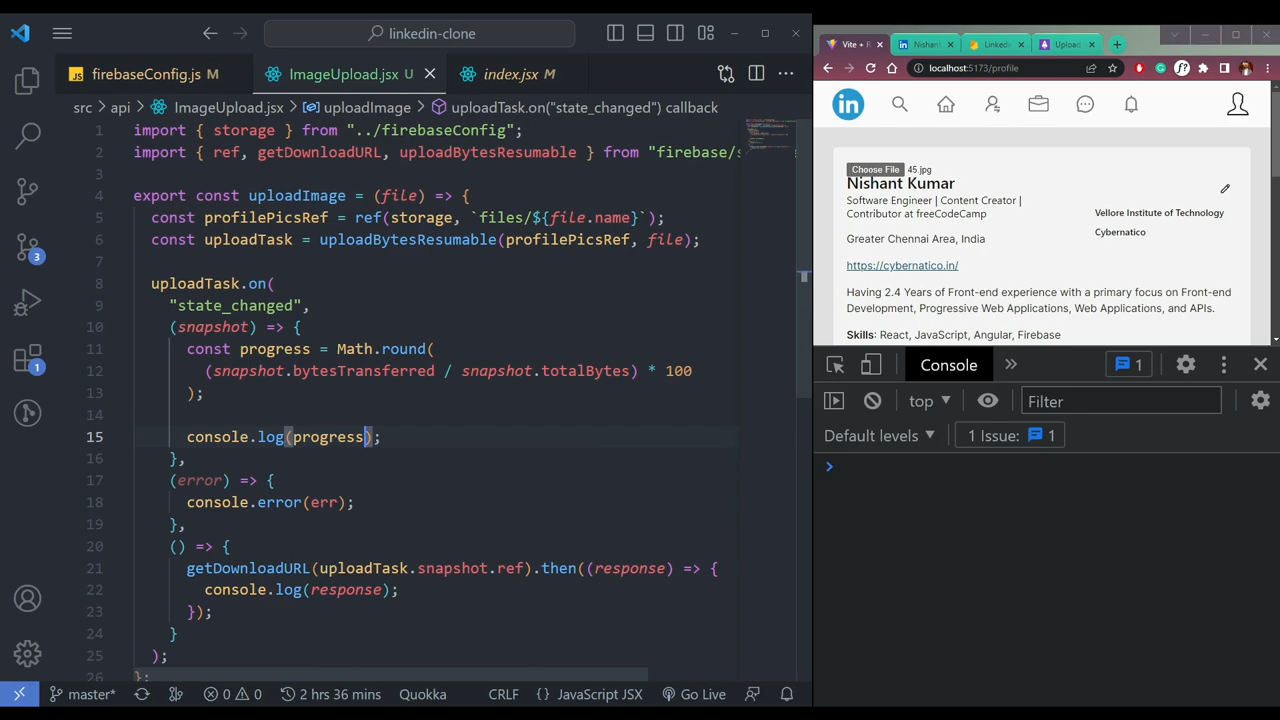 linkedin-clone
firebaseConfig.js M
ImageUpload.jsx M
index.jsx M
src > api > ImageUpload.jsx > uploadImage > uploadTask.on("state_changed") callback
1 import { storage } from "../firebaseConfig";
2 import { ref, getDownloadURL, uploadBytesResumable } from "firebase/s
3
4 export const uploadImage = (file) => {
5 const profilePicsRef = ref(storage, `files/${file.name}`);
6 const uploadTask = uploadBytesResumable(profilePicsRef, file);
7
8 uploadTask.on(
9 "state_changed",
10 (snapshot) => {
11 const progress = Math.round(
12 (snapshot.bytesTransferred / snapshot.totalBytes) * 100
13 );
14
15 console.log(progress);
16 },
17 (error) => {
18 console.error(err);
19 },
20 () => {
21 getDownloadURL(uploadTask.snapshot.ref).then((response) => {
22 console.log(response);
23 });
24 }
25 );
26 };
3
1
master*
0 0
2 hrs 36 mins
Quokka
CRLF
{ } JavaScript JSX
Go Live
Vite + R
Nishant
Linked
Upload
localhost:5173/profile
in
Choose File 45.jpg
Nishant Kumar
Software Engineer | Content Creator |
Contributor at freeCodeCamp
Greater Chennai Area, India
https://cybernatico.in/
Vellore Institute of Technology
Cybernatico
Having 2.4 Years of Front-end experience with a primary focus on Front-end
Development, Progressive Web Applications, Web Applications, and APIs.
Skills: React, JavaScript, Angular, Firebase
Console
1
top
Filter
Default levels
1 Issue: 1